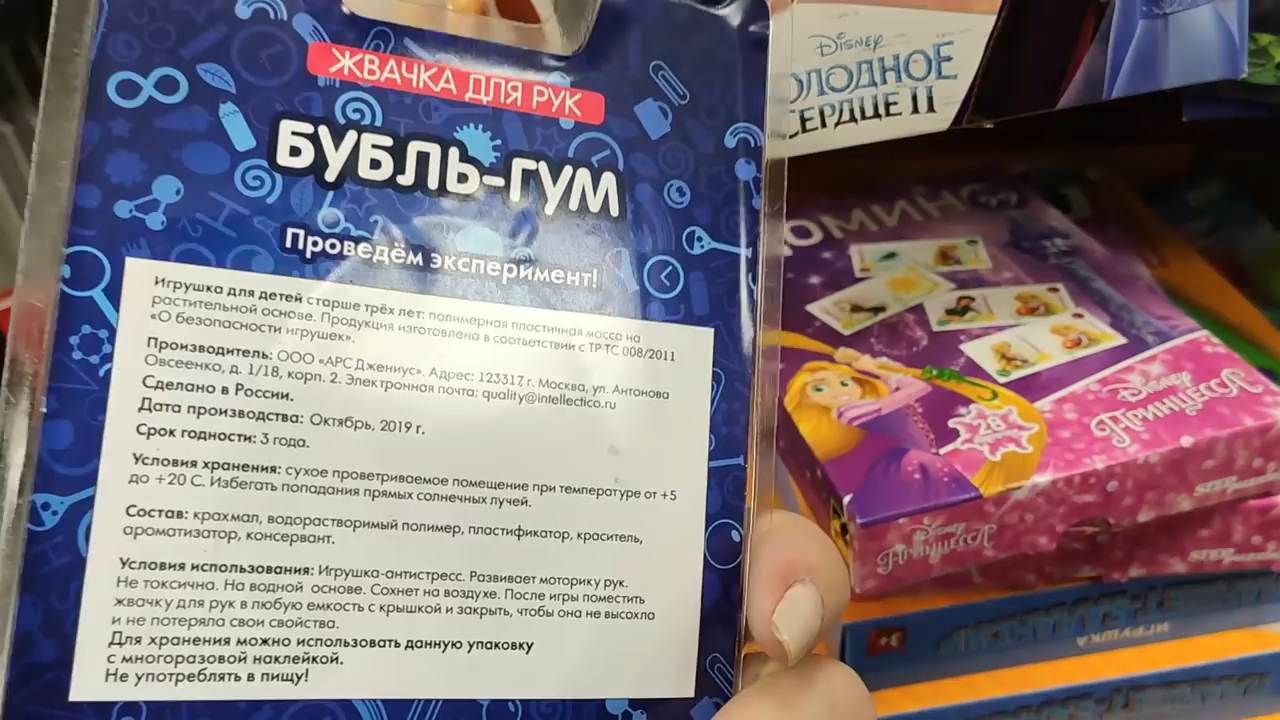 ЖВАЧКА ДЛЯ РУК
БУБЛЬ-ГУМ
Проведём эксперимент!
Игрушка для детей старше трёх лет: полимерная пластичная масса на
растительной основе. Продукция изготовлена в соответствии с ТР ТС 008/2011
«О безопасности игрушек».
Производитель: ООО «АРС Джениус». Адрес: 123317, г. Москва, ул. Антонова
Овсеенко, д. 1/18, корп. 2. Электронная почта: quality@intellectico.ru
Сделано в России.
Дата производства: Октябрь, 2019 г.
Срок годности: 3 года.
Условия хранения: сухое проветриваемое помещение при температуре от +5
до +20 С. Избегать попадания прямых солнечных лучей.
Состав: крахмал, водорастворимый полимер, пластификатор, краситель,
ароматизатор, консервант.
Условия использования: Игрушка-антистресс. Развивает моторику рук.
Не токсична. На водной основе. Сохнет на воздухе. После игры поместить
жвачку для рук в любую емкость с крышкой и закрыть, чтобы она не высохла
и не потеряла свои свойства.
Для хранения можно использовать данную упаковку
с многоразовой наклейкой.
Не употреблять в пищу!
DISNEY
ОЛОДНОЕ
СЕРДЦЕ II
ОМИНО
28
Disney
ПРИНЦЕССА
STEP
Disney
ПРИНЦЕССА
STEP
3+
ИГРУШКА